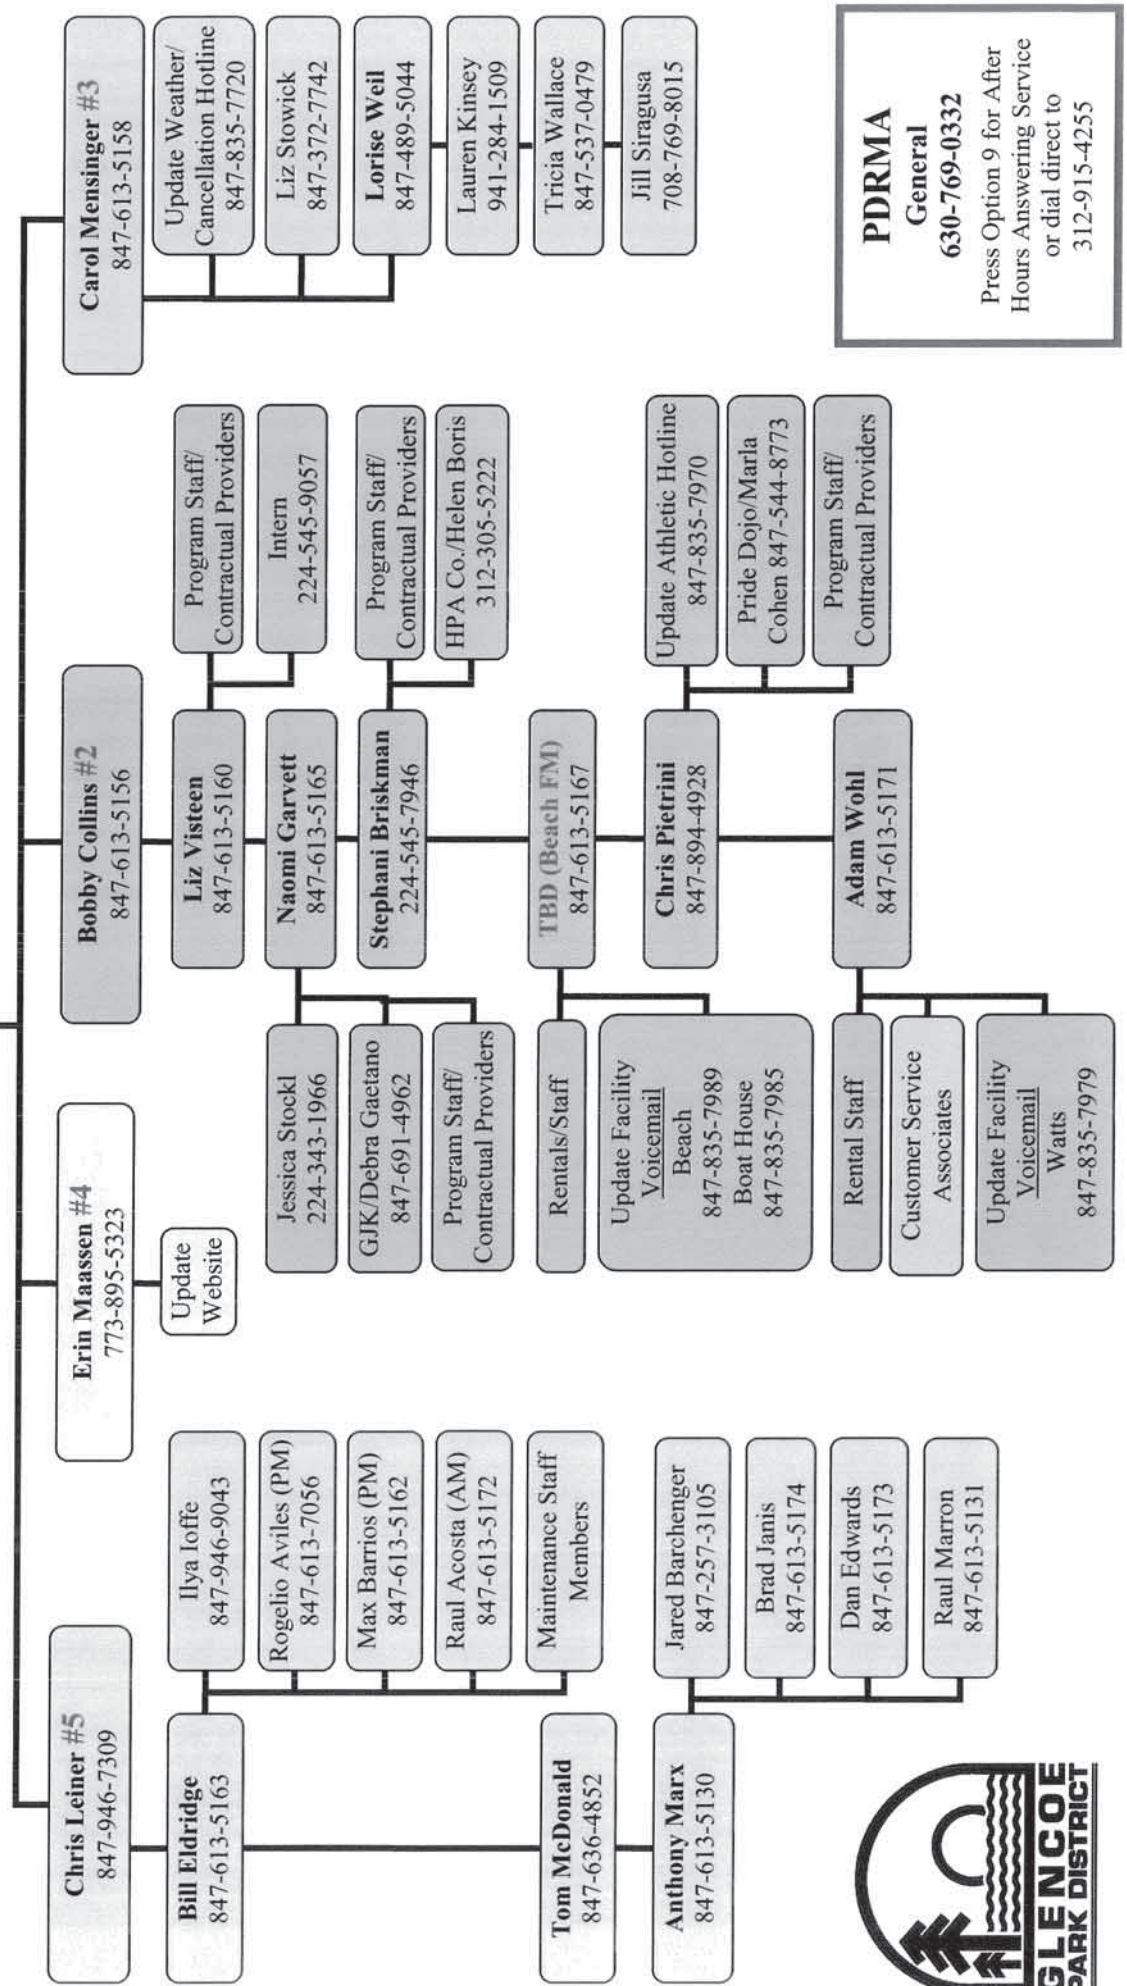 Chris Leiner #5
847-946-7309
Bill Eldridge
847-613-5163
Ilya Ioffe
847-946-9043
Rogelio Aviles (PM)
847-613-7056
Max Barrios (PM)
847-613-5162
Raul Acosta (AM)
847-613-5172
Maintenance Staff
Members
Tom McDonald
847-636-4852
Anthony Marx
847-613-5130
Jared Barchenger
847-257-3105
Brad Janis
847-613-5174
Dan Edwards
847-613-5173
Raul Marron
847-613-5131
Erin Maassen #4
773-895-5323
Update
Website
Bobby Collins #2
847-613-5156
Liz Visteen
847-613-5160
Program Staff/
Contractual Providers
Intern
224-545-9057
Naomi Garvett
847-613-5165
Jessica Stockl
224-343-1966
GJK/Debra Gaetano
847-691-4962
Program Staff/
Contractual Providers
Stephani Briskman
224-545-7946
Program Staff/
Contractual Providers
HPA Co./Helen Boris
312-305-5222
TBD (Beach FM)
847-613-5167
Rentals/Staff
Update Facility
Voicemail
Beach
847-835-7989
Boat House
847-835-7985
Chris Pietrini
847-894-4928
Update Athletic Hotline
847-835-7970
Pride Dojo/Marla
Cohen 847-544-8773
Program Staff/
Contractual Providers
Adam Wohl
847-613-5171
Rental Staff
Customer Service
Associates
Update Facility
Voicemail
Watts
847-835-7979
Carol Mensinger #3
847-613-5158
Update Weather/
Cancellation Hotline
847-835-7720
Liz Stowick
847-372-7742
Lorise Weil
847-489-5044
Lauren Kinsey
941-284-1509
Tricia Wallace
847-537-0479
Jill Siragusa
708-769-8015
PDRMA
General
630-769-0332
Press Option 9 for After
Hours Answering Service
or dial direct to
312-915-4255
GLENCOE
PARK DISTRICT